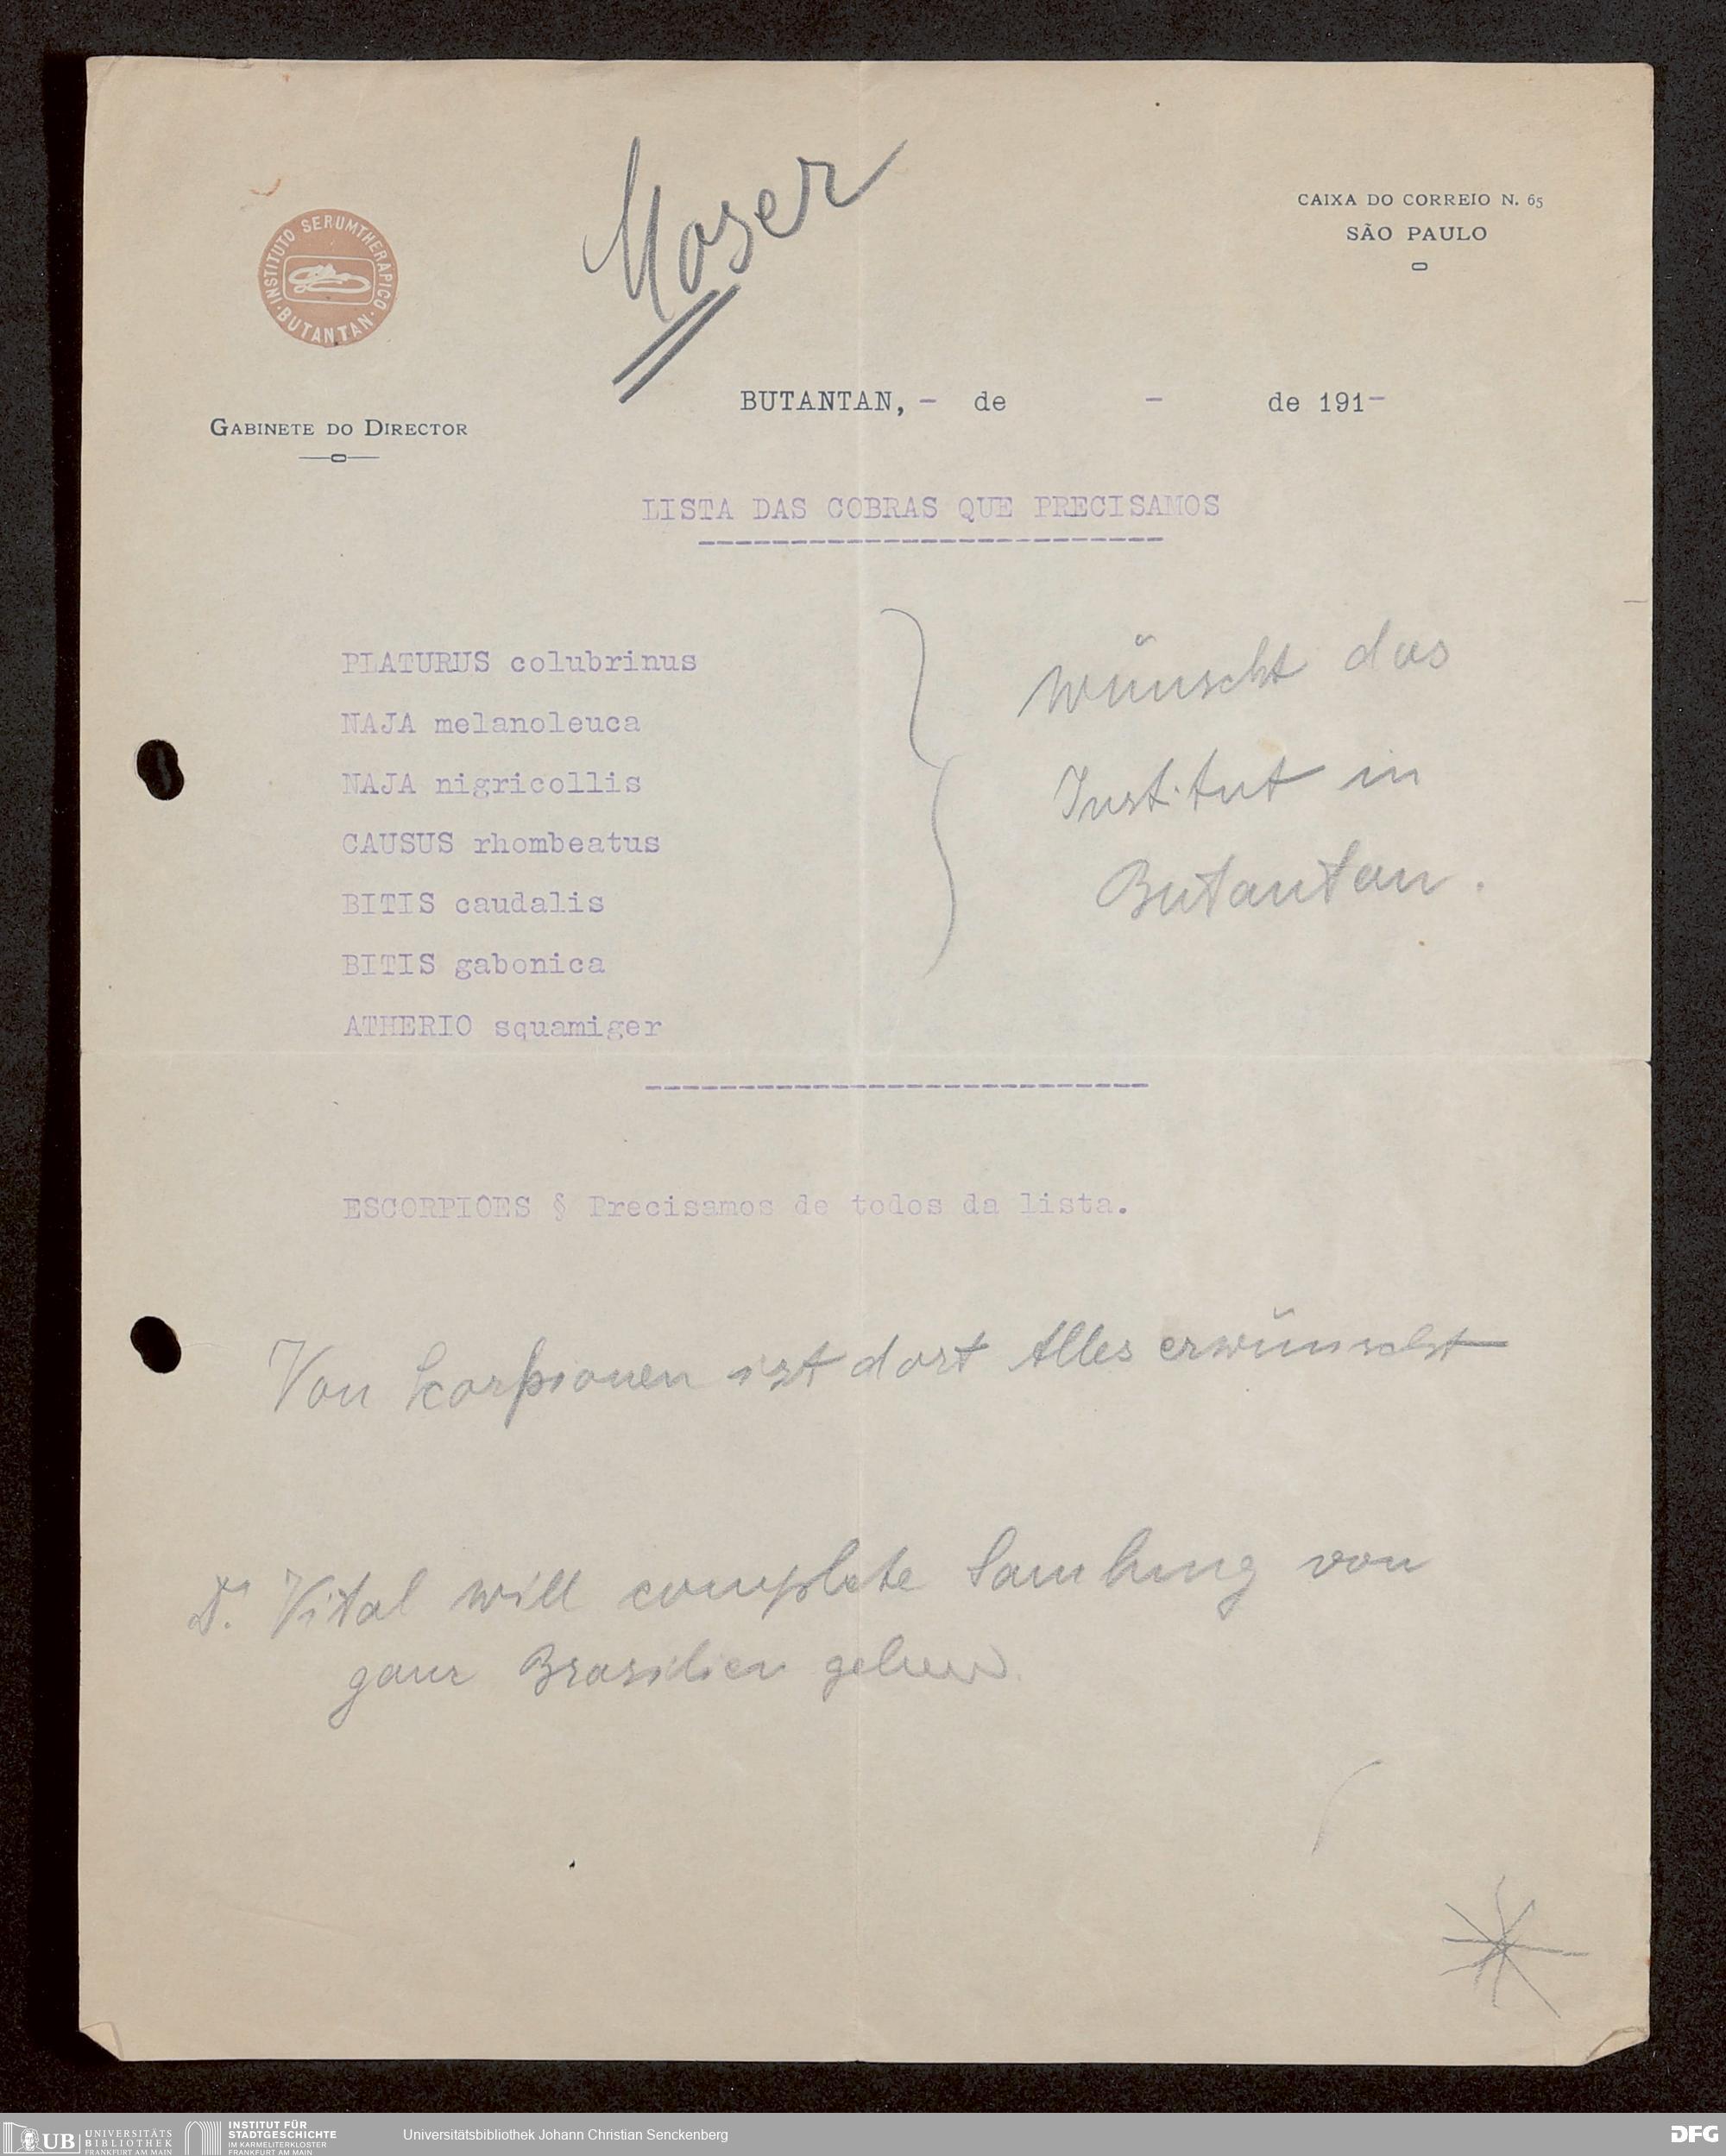 Moser
INSTITUTO SERUMTHERAPICO
· BUTANTAN ·
CAIXA DO CORREIO N. 65
SÃO PAULO
BUTANTAN, - de - de 191-
GABINETE DO DIRECTOR
LISTA DAS COBRAS QUE PRECISAMOS
PLATURUS colubrinus
NAJA melanoleuca
NAJA nigricollis
CAUSUS rhombeatus
BITIS caudalis
BITIS gabonica
ATHERIO squamiger
wünscht das
Institut in
Butantan.
ESCORPIOES § Precisamos de todos da lista.
Von Scorpionen ist dort Alles erwünscht
Dr. Vital will complete Samlung von
ganz Brasilien geben
UB UNIVERSITÄTS
BIBLIOTHEK
FRANKFURT AM MAIN
INSTITUT FÜR
STADTGESCHICHTE
IM KARMELITERKLOSTER
FRANKFURT AM MAIN
Universitätsbibliothek Johann Christian Senckenberg
DFG